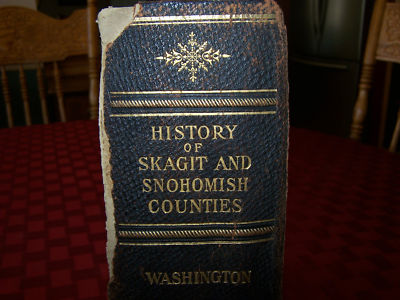 HISTORY
OF
SKAGIT AND
SNOHOMISH
COUNTIES
WASHINGTON